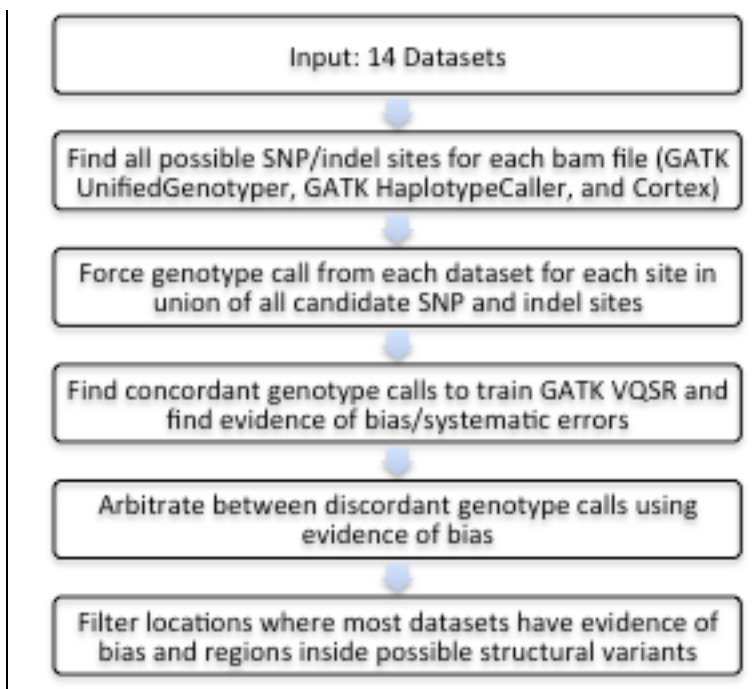 Input: 14 Datasets
Find all possible SNP/indel sites for each bam file (GATK
UnifiedGenotyper, GATK HaplotypeCaller, and Cortex)
Force genotype call from each dataset for each site in
union of all candidate SNP and indel sites
Find concordant genotype calls to train GATK VQSR and
find evidence of bias/systematic errors
Arbitrate between discordant genotype calls using
evidence of bias
Filter locations where most datasets have evidence of
bias and regions inside possible structural variants